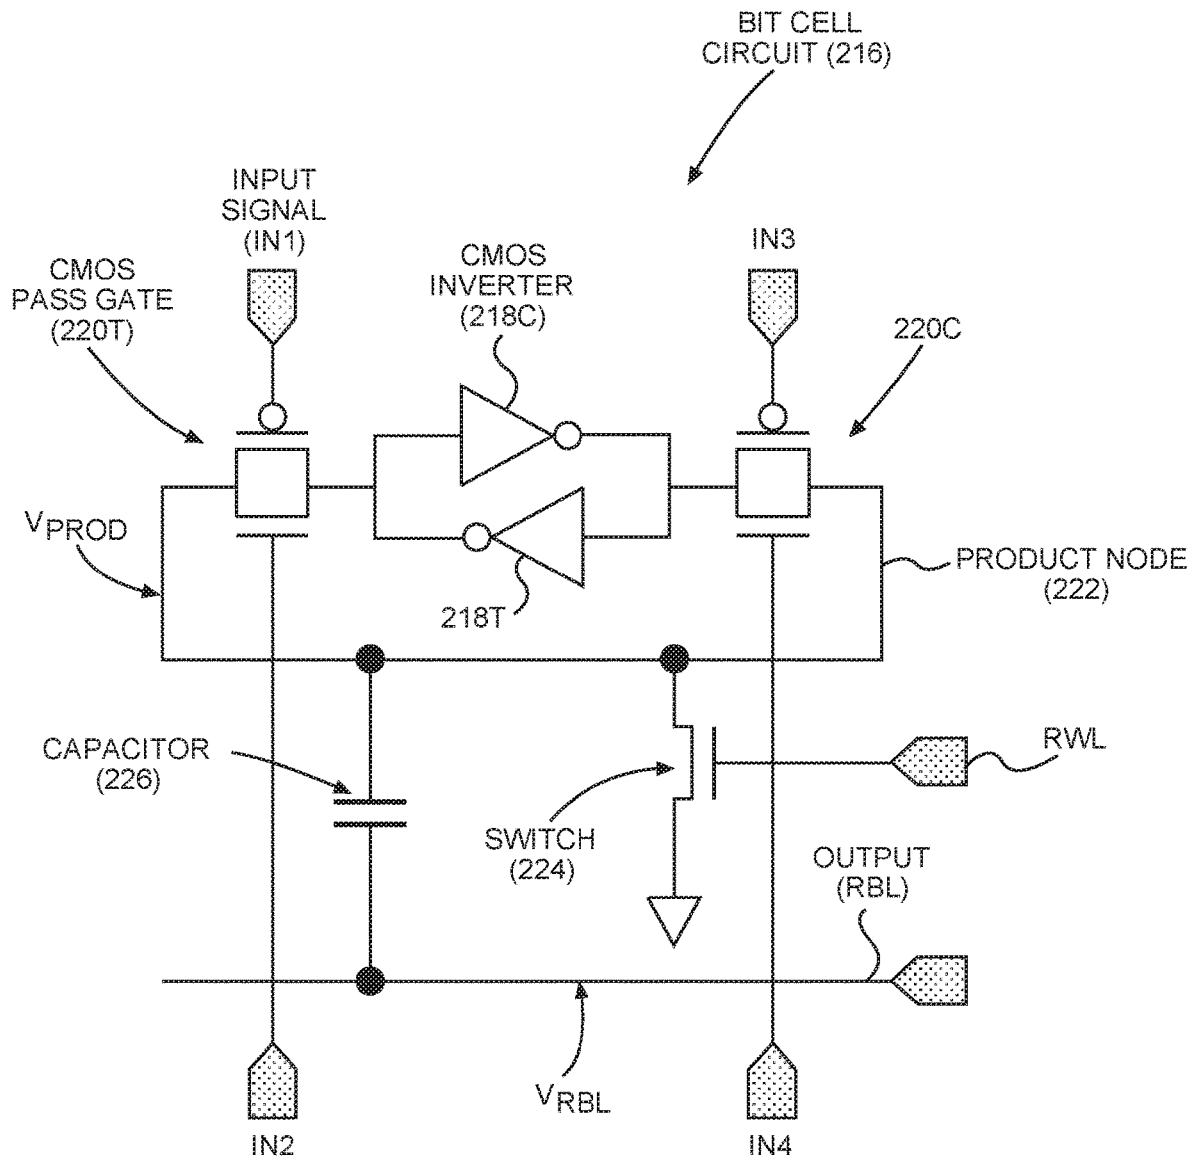 BIT CELL
CIRCUIT (216)
INPUT
SIGNAL
(IN1)
IN3
CMOS
PASS GATE
(220T)
CMOS
INVERTER
(218C)
220C
VPROD
PRODUCT NODE
(222)
218T
CAPACITOR
(226)
RWL
SWITCH
(224)
OUTPUT
(RBL)
VRBL
IN2
IN4